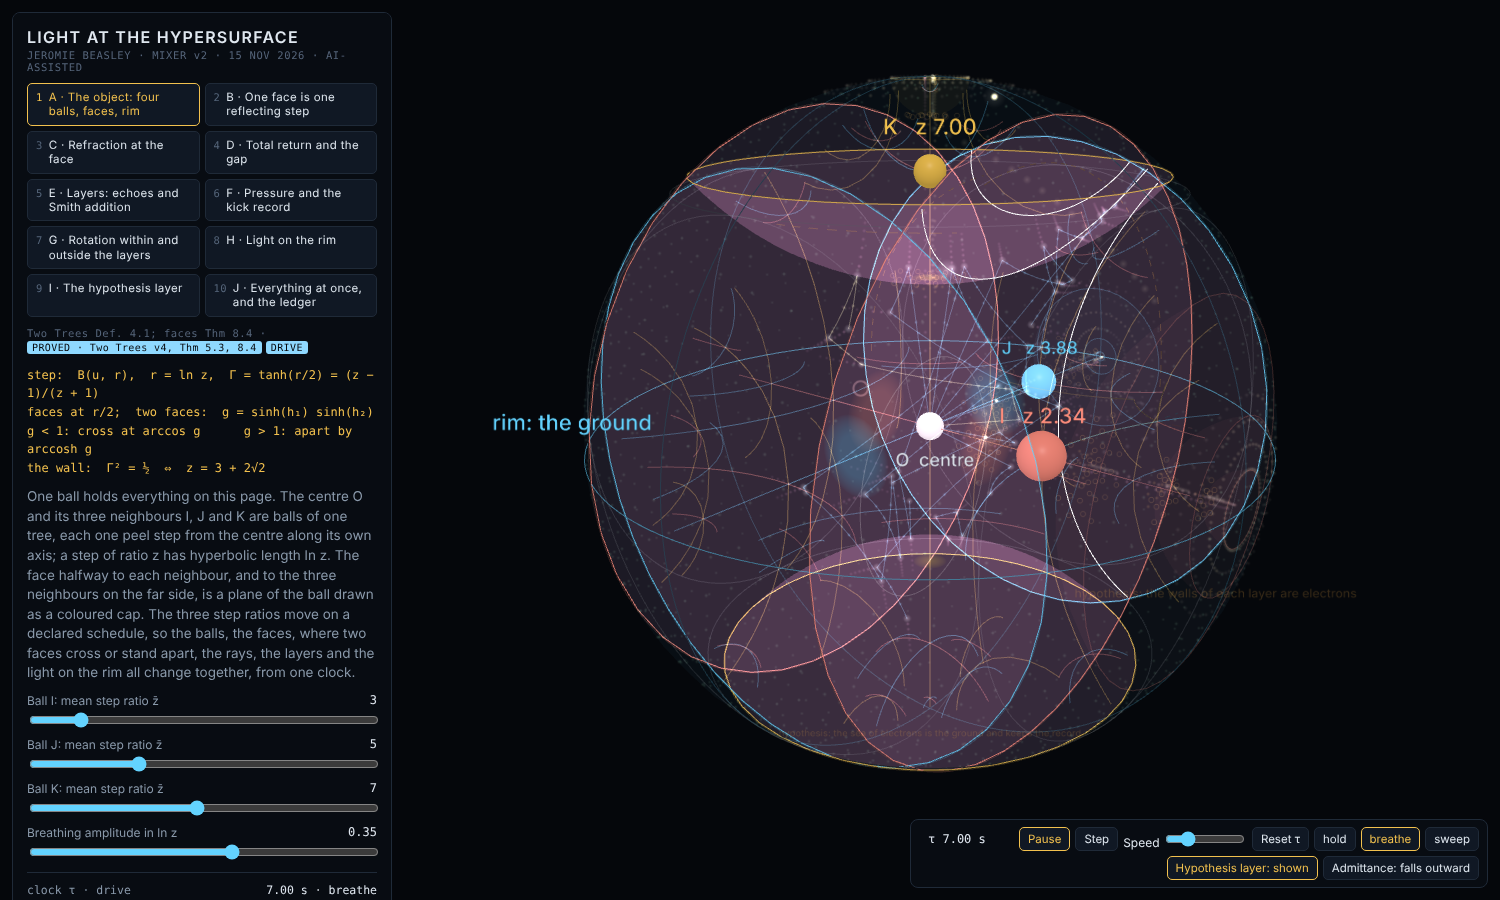 LIGHT AT THE HYPERSURFACE
JEROMIE BEASLEY · MIXER v2 · 15 NOV 2026 · AI-
ASSISTED
1 A · The object: four
balls, faces, rim
2 B · One face is one
reflecting step
3 C · Refraction at the
face
4 D · Total return and the
gap
5 E · Layers: echoes and
Smith addition
6 F · Pressure and the
kick record
7 G · Rotation within and
outside the layers
8 H · Light on the rim
9 I · The hypothesis layer
10 J · Everything at once,
and the ledger
Two Trees Def. 4.1; faces Thm 8.4 ·
PROVED · Two Trees v4, Thm 5.3, 8.4 DRIVE
step: B(u, r), r = ln z, Γ = tanh(r/2) = (z −
1)/(z + 1)
faces at r/2; two faces: g = sinh(h₁) sinh(h₂)
g < 1: cross at arccos g g > 1: apart by
arccosh g
the wall: Γ² = ½ ⇔ z = 3 + 2√2
One ball holds everything on this page. The centre O
and its three neighbours I, J and K are balls of one
tree, each one peel step from the centre along its own
axis; a step of ratio z has hyperbolic length ln z. The
face halfway to each neighbour, and to the three
neighbours on the far side, is a plane of the ball drawn
as a coloured cap. The three step ratios move on a
declared schedule, so the balls, the faces, where two
faces cross or stand apart, the rays, the layers and the
light on the rim all change together, from one clock.
Ball I: mean step ratio z̄ 3
Ball J: mean step ratio z̄ 5
Ball K: mean step ratio z̄ 7
Breathing amplitude in ln z 0.35
clock τ · drive 7.00 s · breathe
K z 7.00
J z 3.88
I z 2.34
rim: the ground
O centre
the walls of each layer are electrons
electrons is the ground and
τ 7.00 s
Pause
Step
Speed
Reset τ
hold
breathe
sweep
Hypothesis layer: shown
Admittance: falls outward